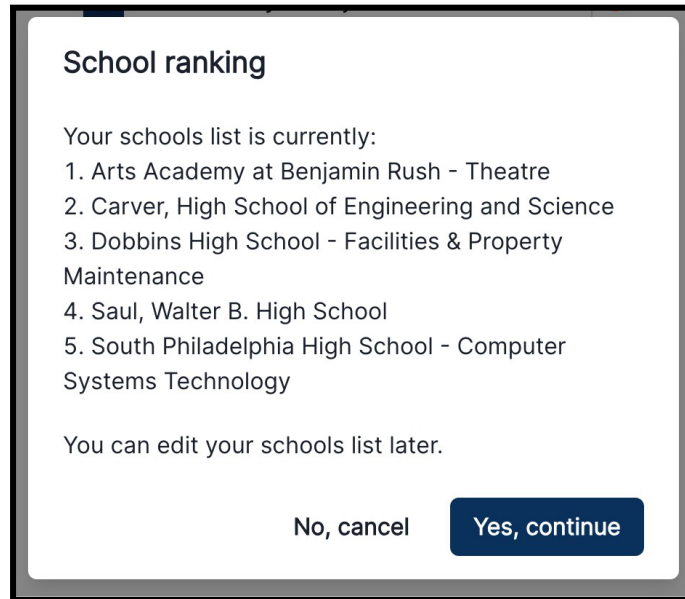 School ranking
Your schools list is currently:
1. Arts Academy at Benjamin Rush - Theatre
2. Carver, High School of Engineering and Science
3. Dobbins High School - Facilities & Property
Maintenance
4. Saul, Walter B. High School
5. South Philadelphia High School - Computer
Systems Technology
You can edit your schools list later.
No, cancel
Yes, continue